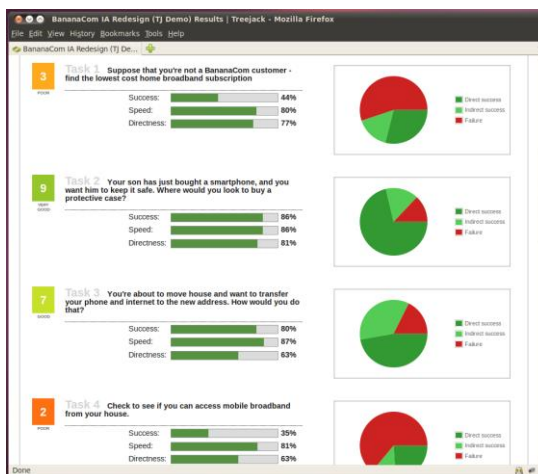 BananaCom IA Redesign (TJ Demo) Results | Treejack - Mozilla Firefox
File Edit View History Bookmarks Tools Help
BananaCom IA Redesign (TJ De...
3
POOR
Task 1 Suppose that you're not a BananaCom customer -
find the lowest cost home broadband subscription
Success: 44%
Speed: 80%
Directness: 77%
Direct success
Indirect success
Failure
9
VERY
GOOD
Task 2 Your son has just bought a smartphone, and you
want him to keep it safe. Where would you look to buy a
protective case?
Success: 86%
Speed: 86%
Directness: 81%
Direct success
Indirect success
Failure
7
GOOD
Task 3 You're about to move house and want to transfer
your phone and internet to the new address. How would you do
that?
Success: 80%
Speed: 87%
Directness: 63%
Direct success
Indirect success
Failure
2
POOR
Task 4 Check to see if you can access mobile broadband
from your house.
Success: 35%
Speed: 81%
Directness: 63%
Direct success
Indirect success
Failure
Done